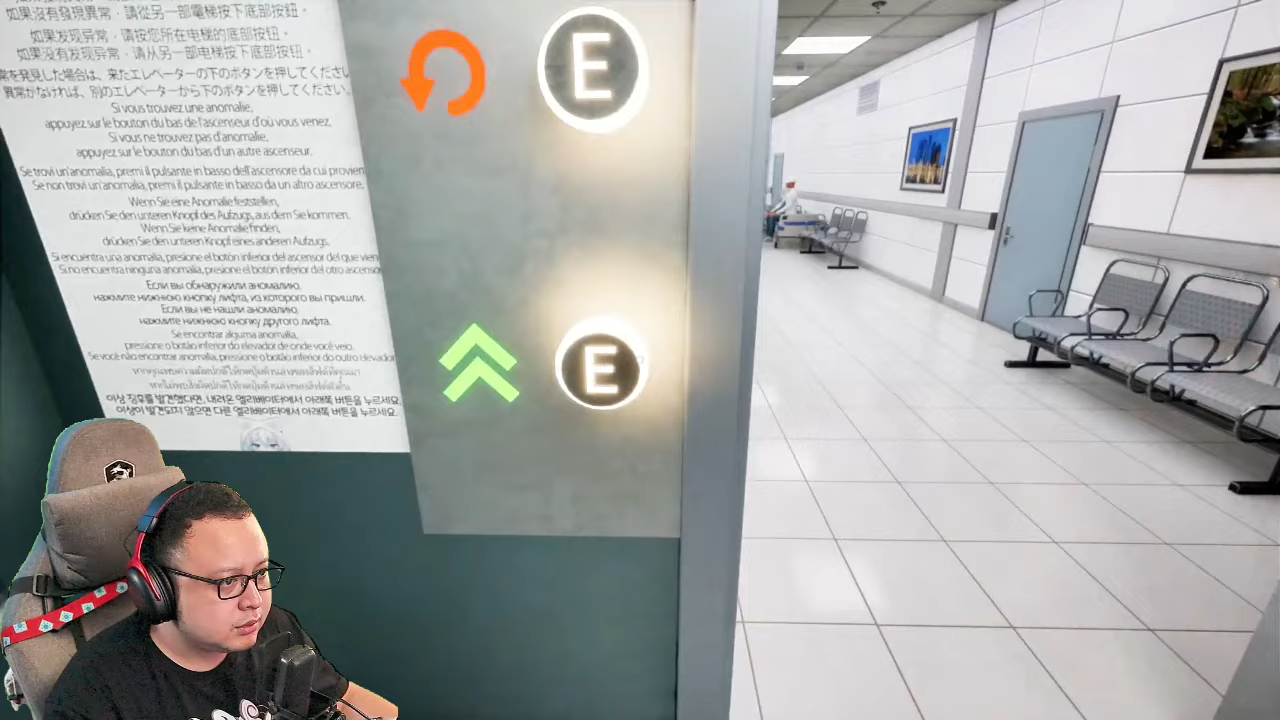 如果沒有發現異常，請從另一部電梯按下底部按鈕。
如果发现异常，请按您所在电梯的底部按钮。
如果没有发现异常，请从另一部电梯按下底部按钮。
常を発見した場合は、来たエレベーターの下のボタンを押してください
異常がなければ、別のエレベーターから下のボタンを押してください。
Si vous trouvez une anomalie,
appuyez sur le bouton du bas de l'ascenseur d'où vous venez.
Si vous ne trouvez pas d'anomalie,
appuyez sur le bouton du bas d'un autre ascenseur.
Se trovi un'anomalia, premi il pulsante in basso dell'ascensore da cui provien
Se non trovi un'anomalia, premi il pulsante in basso da un altro ascensore.
Wenn Sie eine Anomalie feststellen,
drücken Sie den unteren Knopf des Aufzugs, aus dem Sie kommen.
Wenn Sie keine Anomalie finden,
drücken Sie den unteren Knopf eines anderen Aufzugs.
Si encuentra una anomalía, presione el botón inferior del ascensor del que vien
Si no encuentra ninguna anomalía, presione el botón inferior del otro ascensor
Если вы обнаружили аномалию,
нажмите нижнюю кнопку лифта, из которого вы пришли.
Если вы не нашли аномалию,
нажмите нижнюю кнопку другого лифта.
Se encontrar alguma anomalia,
pressione o botão inferior do elevador de onde você veio.
Se você não encontrar anomalia, pressione o botão inferior do outro elevador
이상 징후를 발견했다면, 내려온 엘리베이터에서 아래쪽 버튼을 누르세요.
이상이 발견되지 않으면 다른 엘리베이터에서 아래쪽 버튼을 누르세요.
E
E